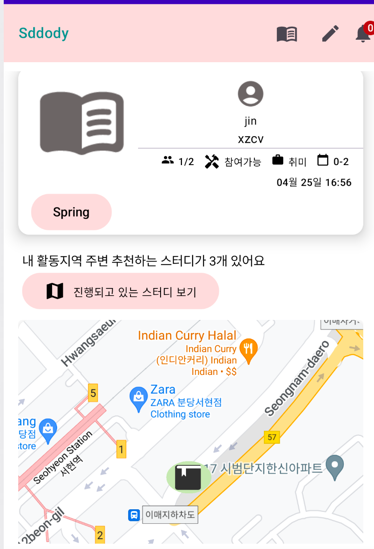 Sddody
0
jin
xzcv
1/2 참여가능 취미 0-2
04월 25일 16:56
Spring
내 활동지역 주변 추천하는 스터디가 3개 있어요
진행되고 있는 스터디 보기
이매사거
Indian Curry Halal
Indian Curry
(인디안커리) Indian
Indian • $$
Hwangsaeul
Seongnam-daero
Zara
ZARA 분당서현점
Clothing store
5
ang
당점
tore
1
57
Seohyeon Station
서현역
17 시범단지한신아파트
이매지하차도
2beon-gil
2